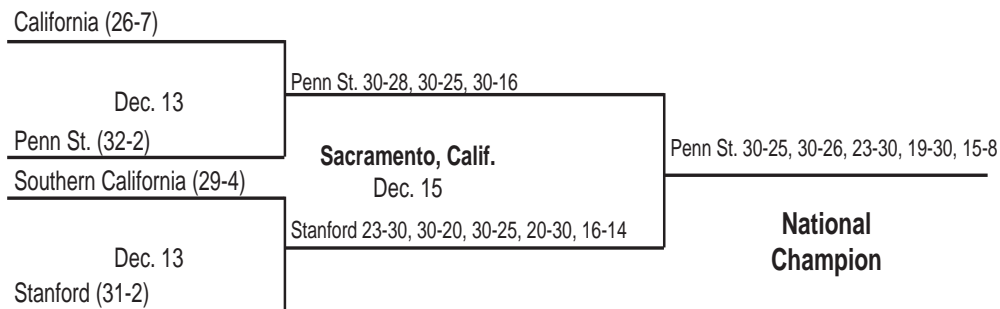 California (26-7)
Dec. 13
Penn St. (32-2)
Southern California (29-4)
Dec. 13
Stanford (31-2)
Penn St. 30-28, 30-25, 30-16
Sacramento, Calif.
Dec. 15
Stanford 23-30, 30-20, 30-25, 20-30, 16-14
Penn St. 30-25, 30-26, 23-30, 19-30, 15-8
National
Champion